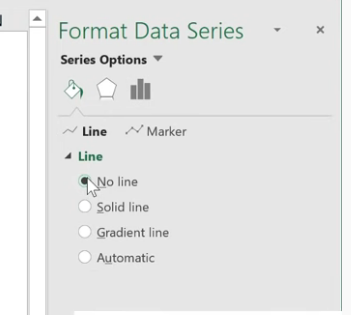 Format Data Series
Series Options
Line Marker
Line
No line
Solid line
Gradient line
Automatic